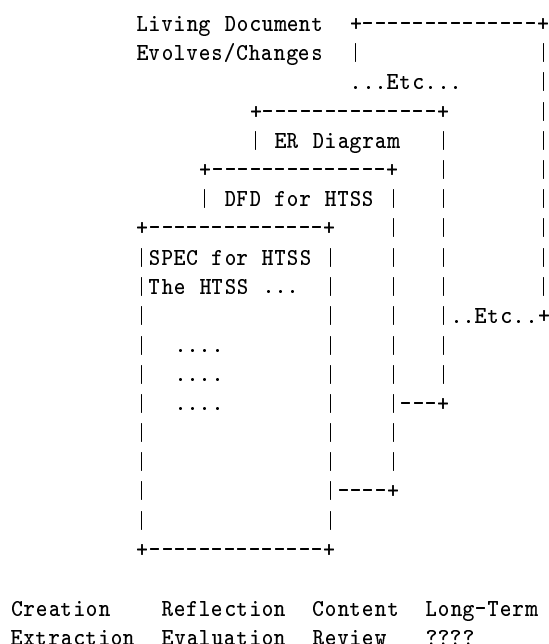 Living Document
Evolves/Changes
...Etc...
ER Diagram
DFD for HTSS
SPEC for HTSS
The HTSS ...
..Etc..
....
....
....
Creation Reflection Content Long-Term
Extraction Evaluation Review ????